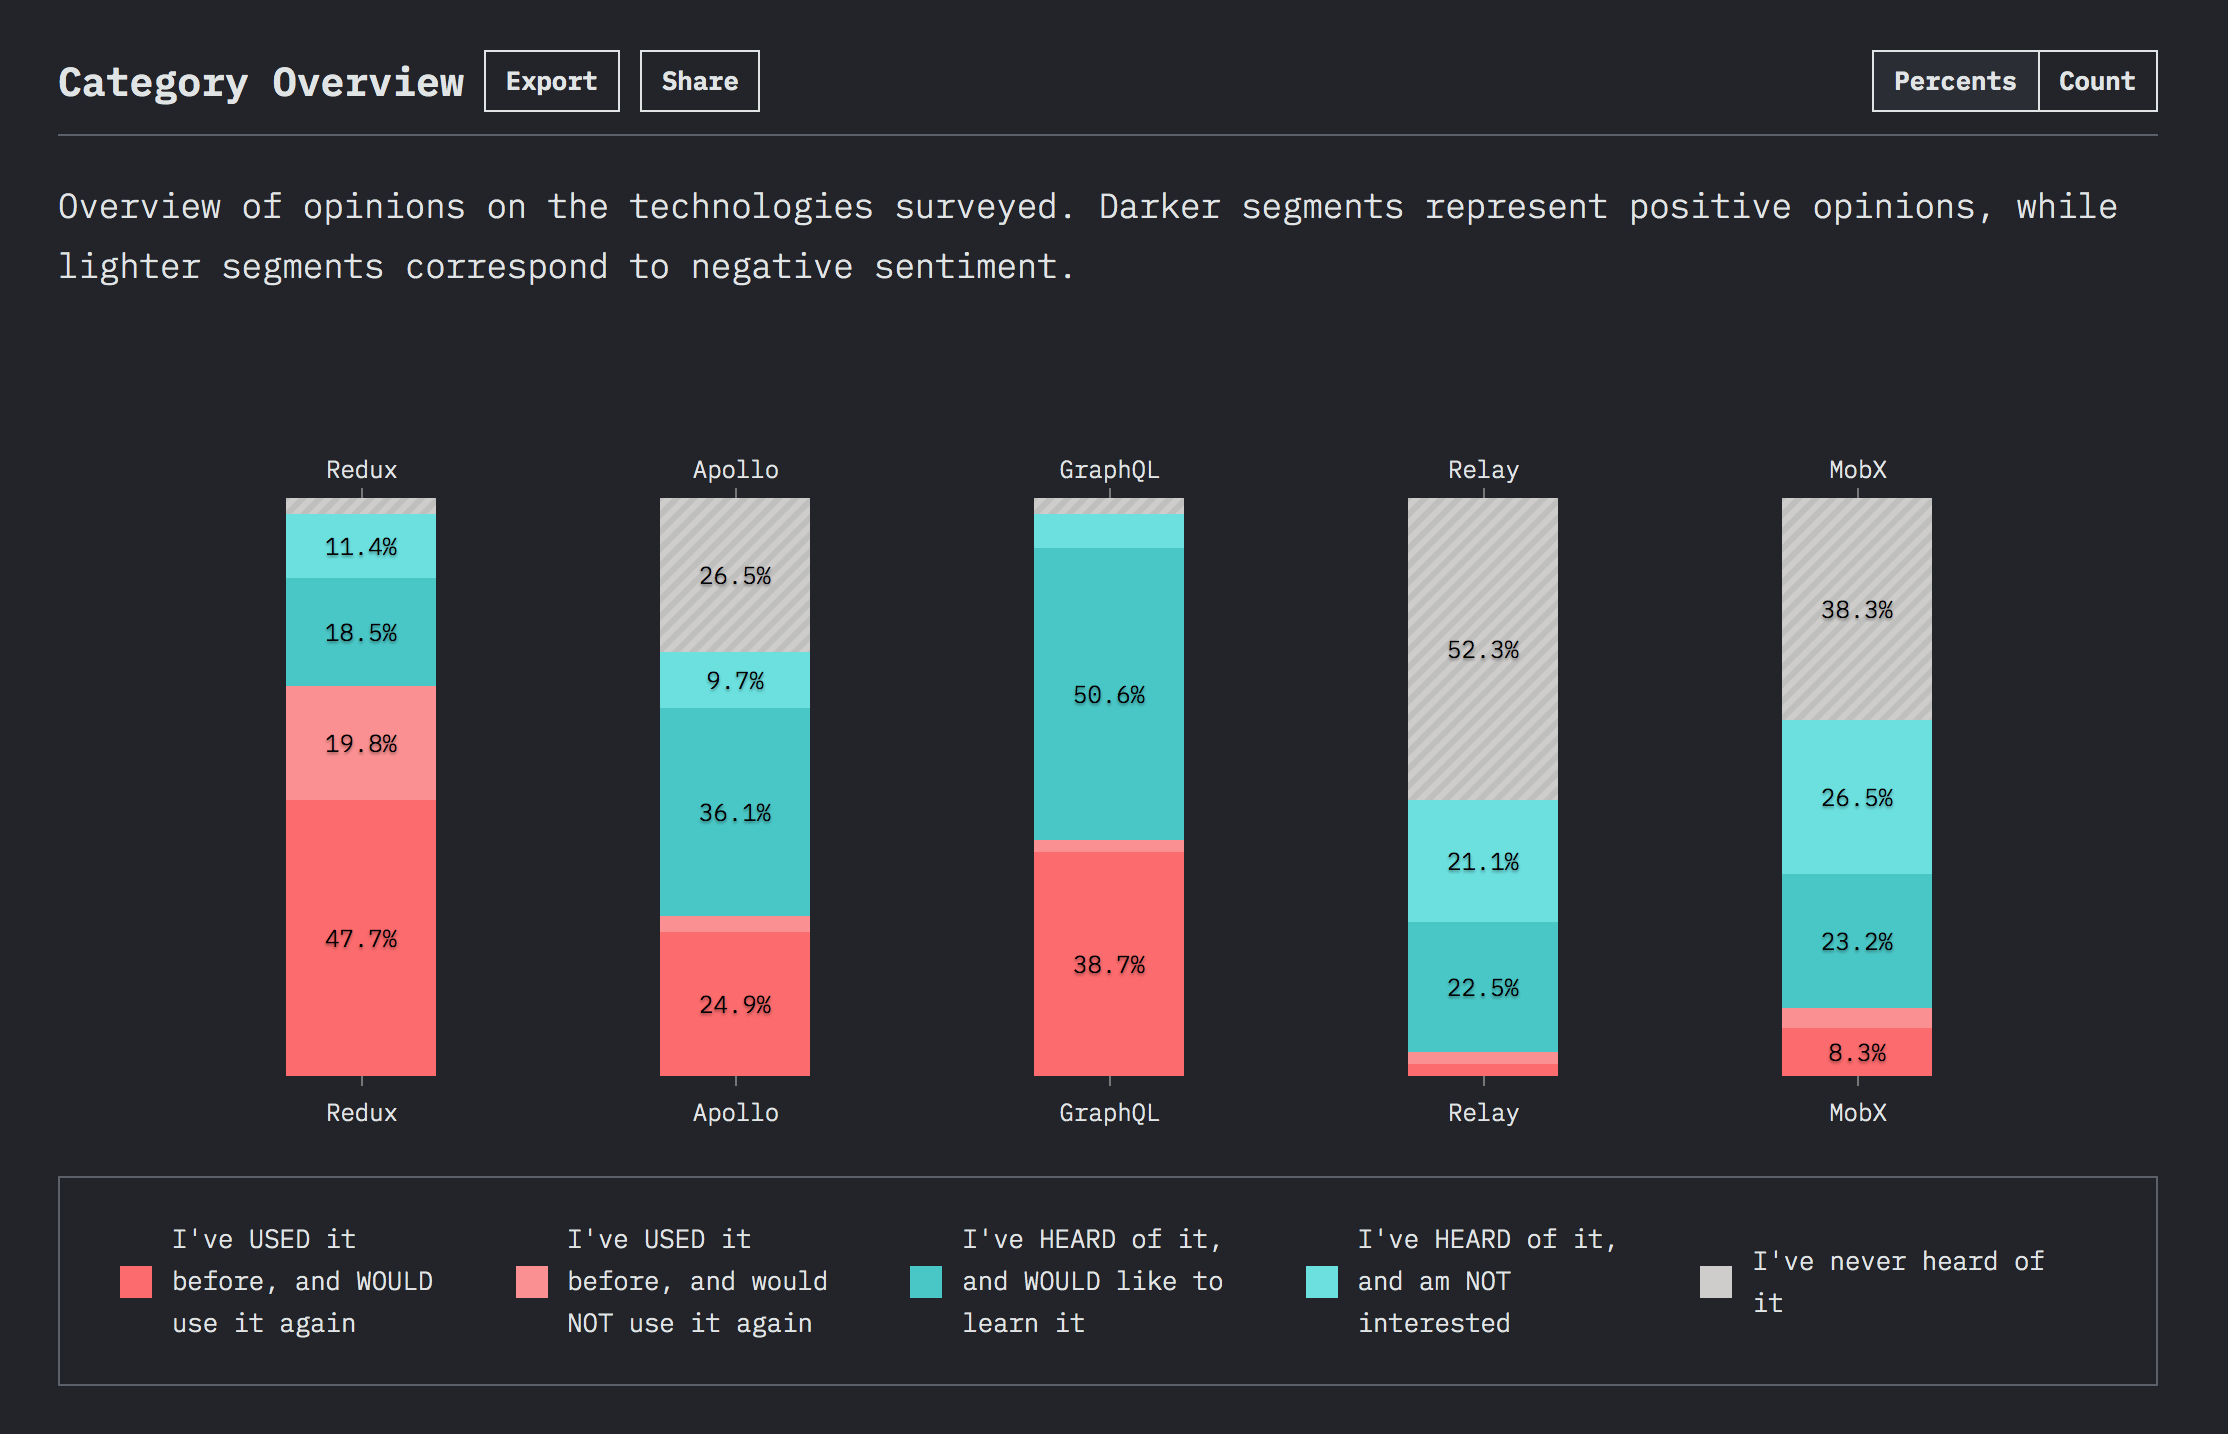 Category Overview Export Share Percents Count
Overview of opinions on the technologies surveyed. Darker segments represent positive opinions, while
lighter segments correspond to negative sentiment.
Redux Apollo GraphQL Relay MobX
11.4%
18.5%
19.8%
47.7%
26.5%
9.7%
36.1%
24.9%
50.6%
38.7%
52.3%
21.1%
22.5%
38.3%
26.5%
23.2%
8.3%
Redux Apollo GraphQL Relay MobX
I've USED it
before, and WOULD
use it again
I've USED it
before, and would
NOT use it again
I've HEARD of it,
and WOULD like to
learn it
I've HEARD of it,
and am NOT
interested
I've never heard of
it